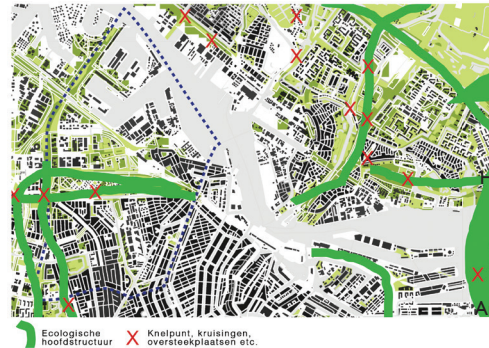 A
Ecologische
hoofdstructuur
Knelpunt, kruisingen,
oversteekplaatsen etc.